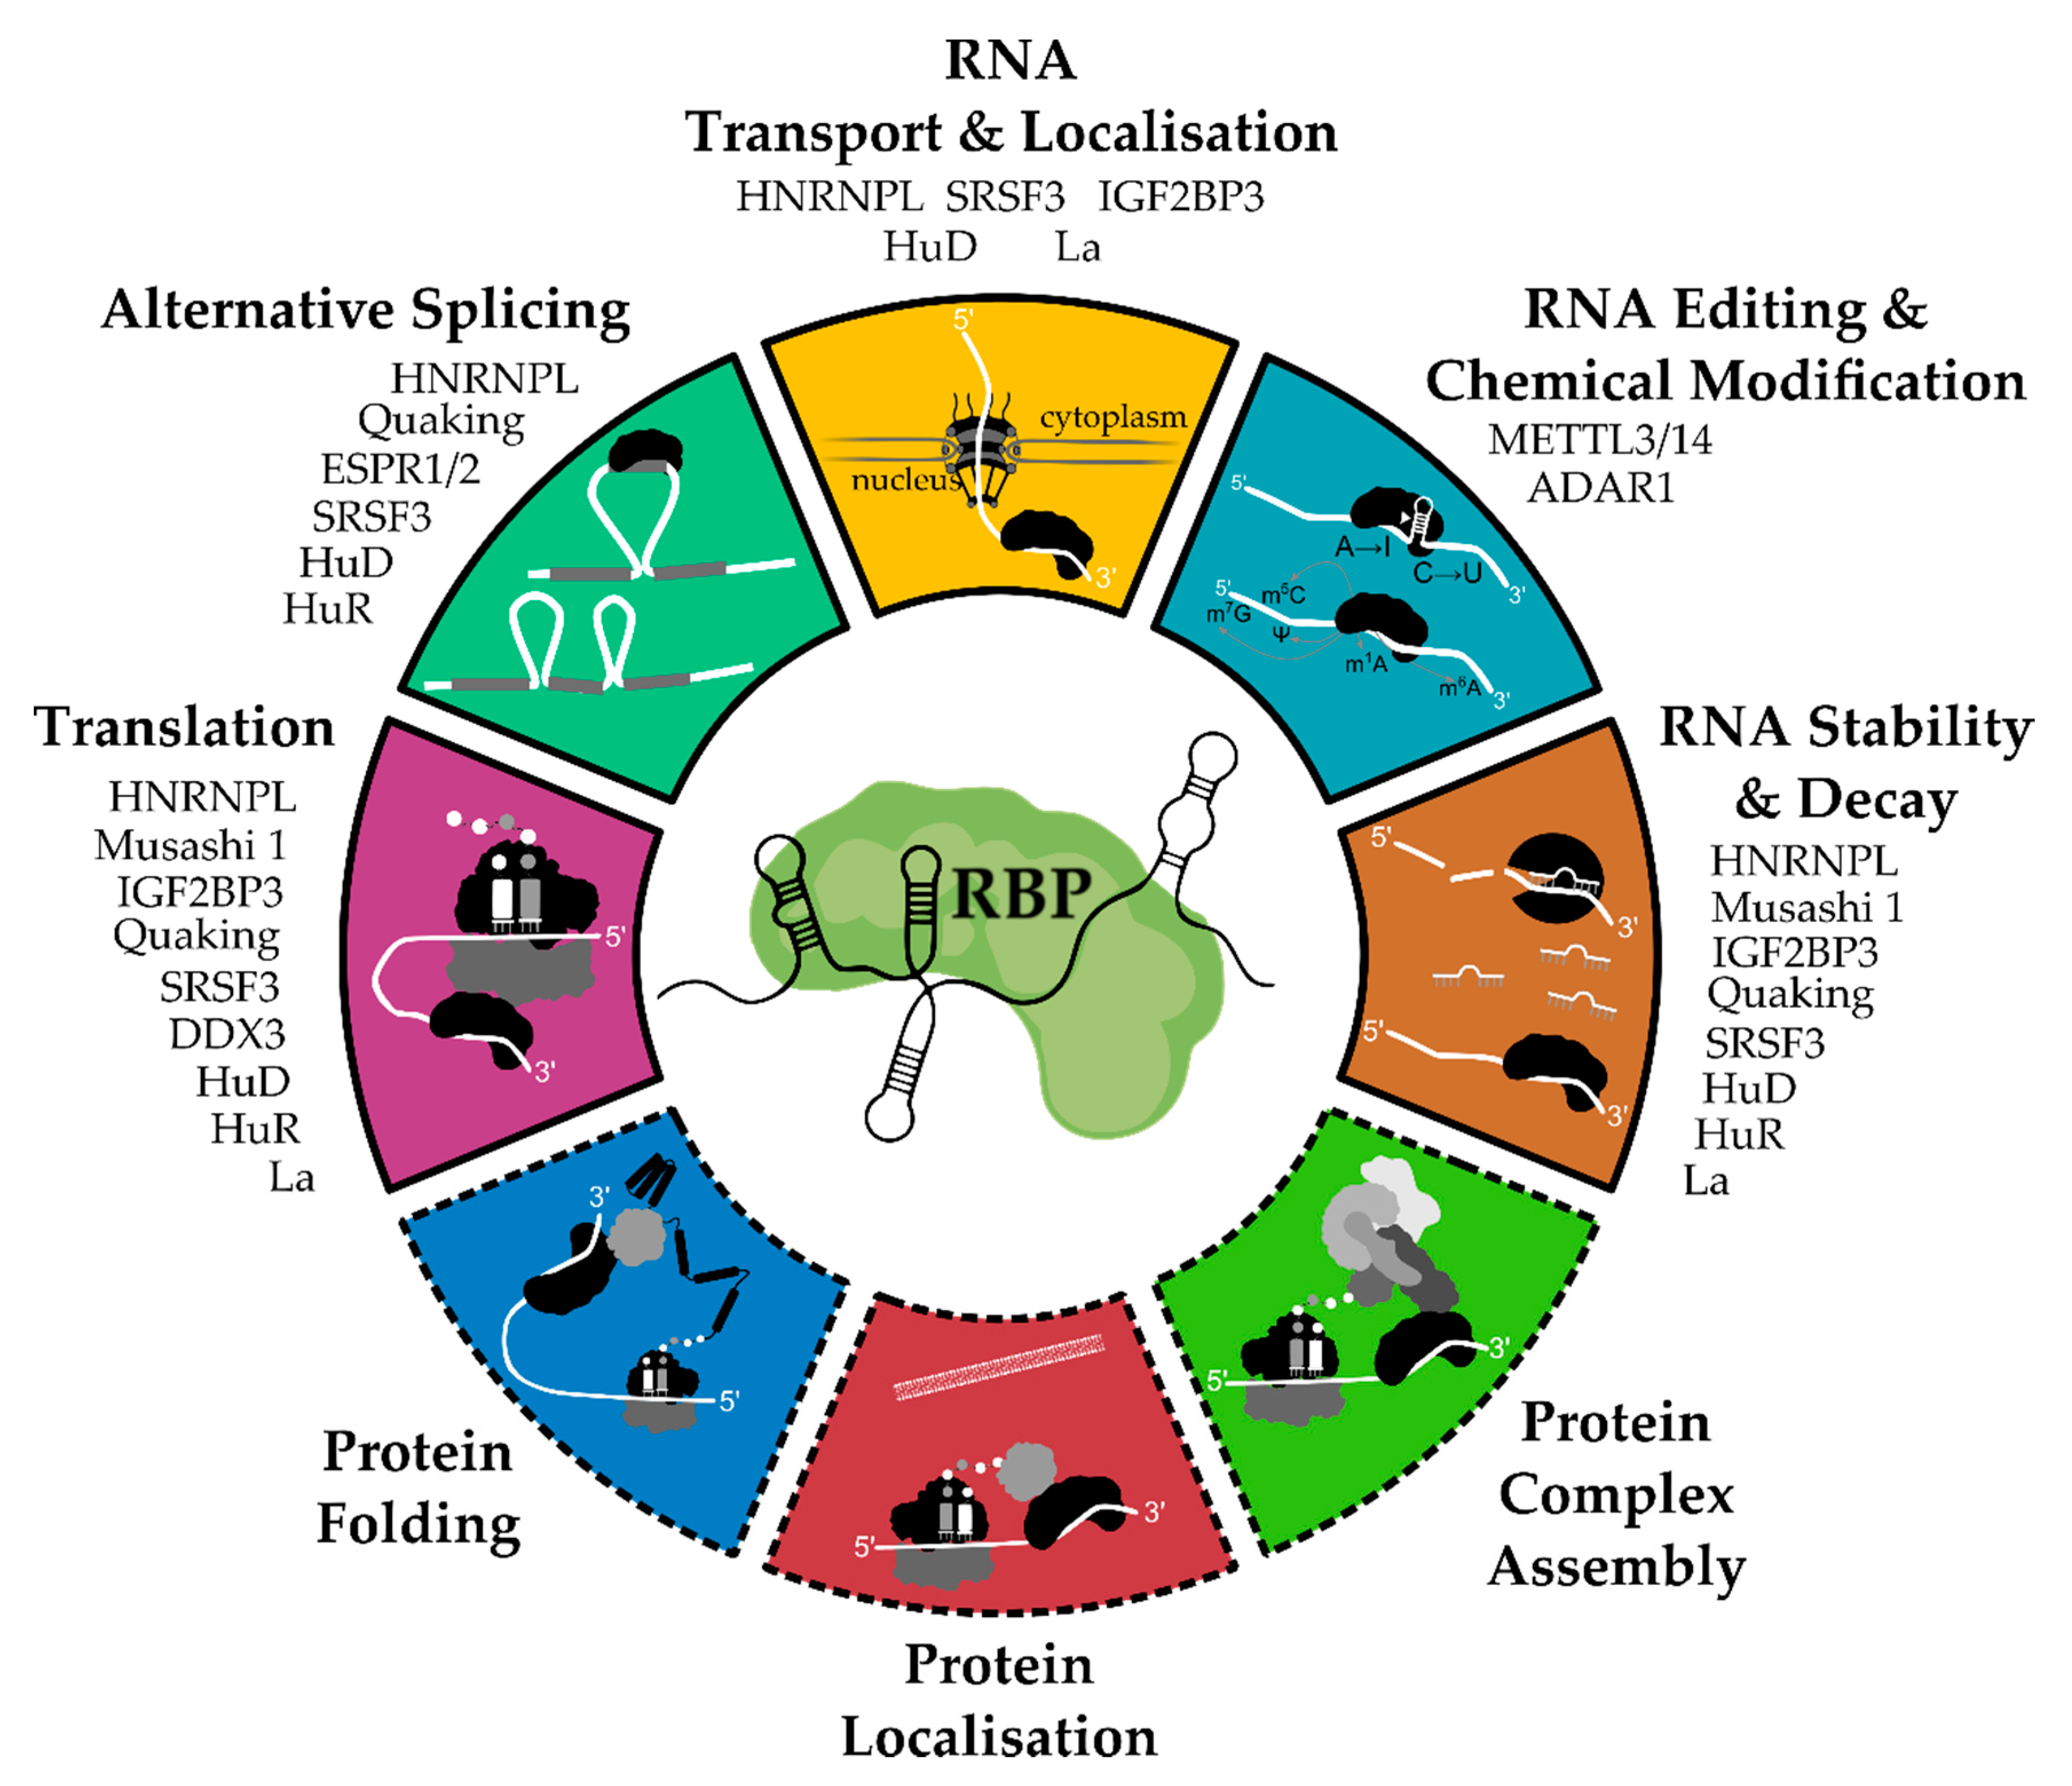 RNA
Transport & Localisation
HNRNPL SRSF3 IGF2BP3
HuD La
Alternative Splicing
HNRNPL
Quaking
ESPR1/2
SRSF3
HuD
HuR
RNA Editing &
Chemical Modification
METTL3/14
ADAR1
5'
cytoplasm
nucleus
3'
5'
A→I
C→U
3'
5'
m⁵C
m⁷G
Ψ
m¹A
m⁶A
3'
Translation
HNRNPL
Musashi 1
IGF2BP3
Quaking
SRSF3
DDX3
HuD
HuR
La
5'
3'
RBP
RNA Stability
& Decay
HNRNPL
Musashi 1
IGF2BP3
Quaking
SRSF3
HuD
HuR
La
5'
3'
5'
3'
3'
5'
Protein
Folding
5'
3'
Protein
Localisation
5'
3'
Protein
Complex
Assembly